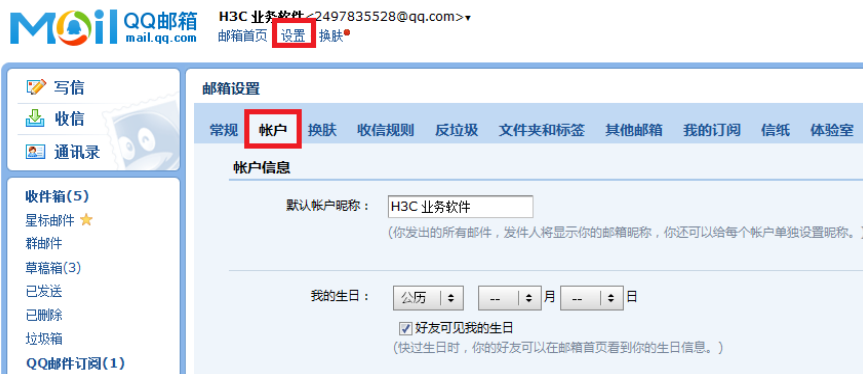 Mail QQ邮箱 mail.qq.com
H3C 业务软件<2497835528@qq.com>▾
邮箱首页 设置 换肤
写信
收信
通讯录
收件箱(5)
星标邮件
群邮件
草稿箱(3)
已发送
已删除
垃圾箱
QQ邮件订阅(1)
邮箱设置
常规 帐户 换肤 收信规则 反垃圾 文件夹和标签 其他邮箱 我的订阅 信纸 体验室
帐户信息
默认帐户昵称： H3C 业务软件
(你发出的所有邮件，发件人将显示你的邮箱昵称，你还可以给每个帐户单独设置昵称。)
我的生日： 公历 -- 月 -- 日
好友可见我的生日
(快过生日时，你的好友可以在邮箱首页看到你的生日信息。)